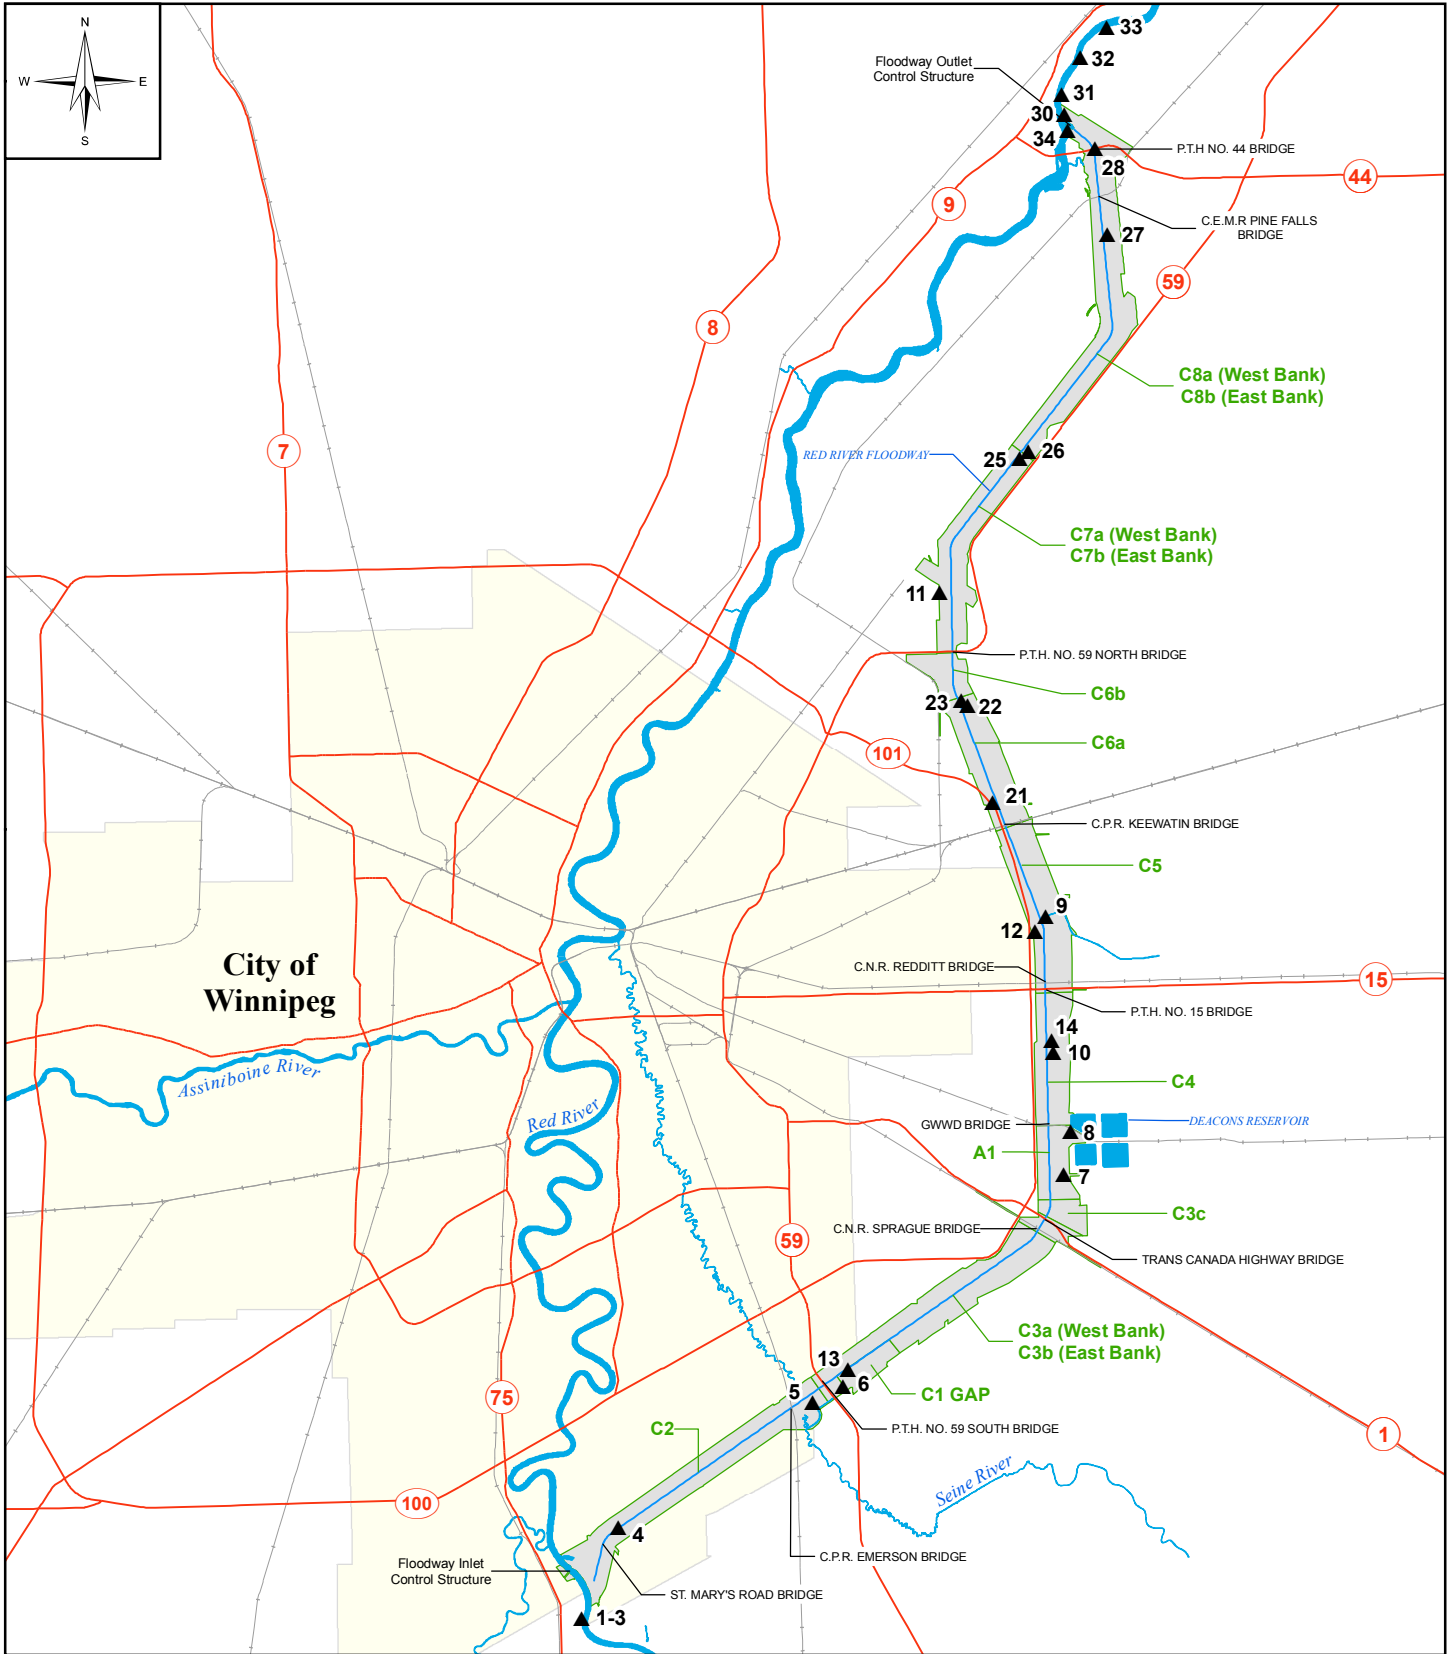 N
W
E
S
33
Floodway Outlet
Control Structure
32
31
30
34
P.T.H NO. 44 BRIDGE
28
44
9
C.E.M.R PINE FALLS
BRIDGE
27
59
8
C8a (West Bank)
C8b (East Bank)
7
RED RIVER FLOODWAY
25
26
C7a (West Bank)
C7b (East Bank)
11
P.T.H. NO. 59 NORTH BRIDGE
C6b
23
22
C6a
101
21
C.P.R. KEEWATIN BRIDGE
C5
9
12
City of
Winnipeg
C.N.R. REDDITT BRIDGE
15
P.T.H. NO. 15 BRIDGE
14
10
Assiniboine River
C4
Red River
GWWD BRIDGE
DEACONS RESERVOIR
8
A1
7
C3c
C.N.R. SPRAGUE BRIDGE
59
TRANS CANADA HIGHWAY BRIDGE
C3a (West Bank)
C3b (East Bank)
13
6
5
C1 GAP
75
C2
P.T.H. NO. 59 SOUTH BRIDGE
1
Seine River
100
4
C.P.R. EMERSON BRIDGE
Floodway Inlet
Control Structure
ST. MARY'S ROAD BRIDGE
1-3